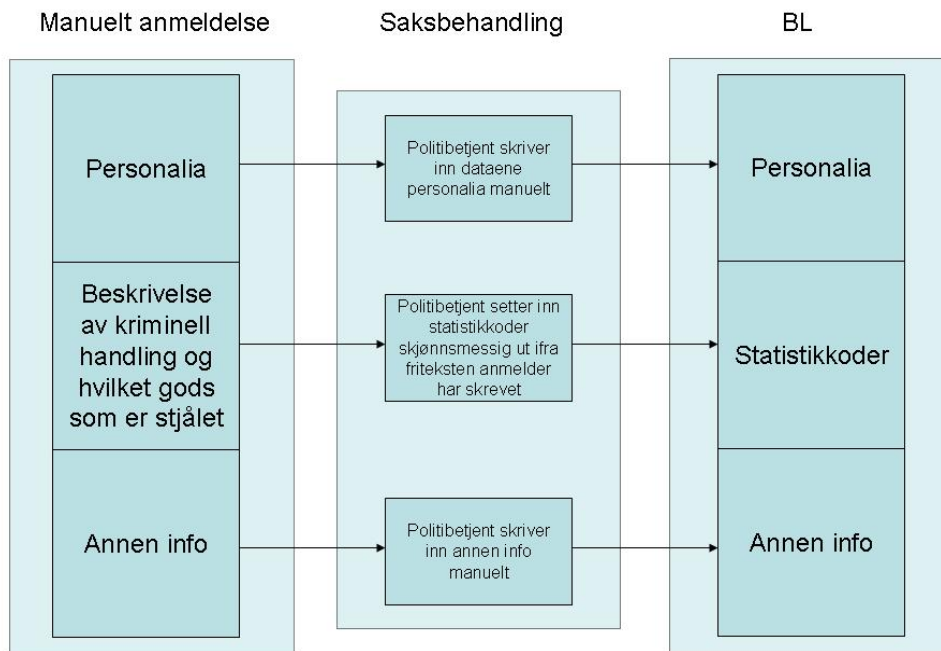 Manuelt anmeldelse
Saksbehandling
BL
Personalia
Politibetjent skriver
inn dataene
personalia manuelt
Personalia
Beskrivelse
av kriminell
handling og
hvilket gods
som er stjålet
Politibetjent setter inn
statistikkoder
skjønnsmessig ut ifra
friteksten anmelder
har skrevet
Statistikkoder
Annen info
Politibetjent skriver
inn annen info
manuelt
Annen info